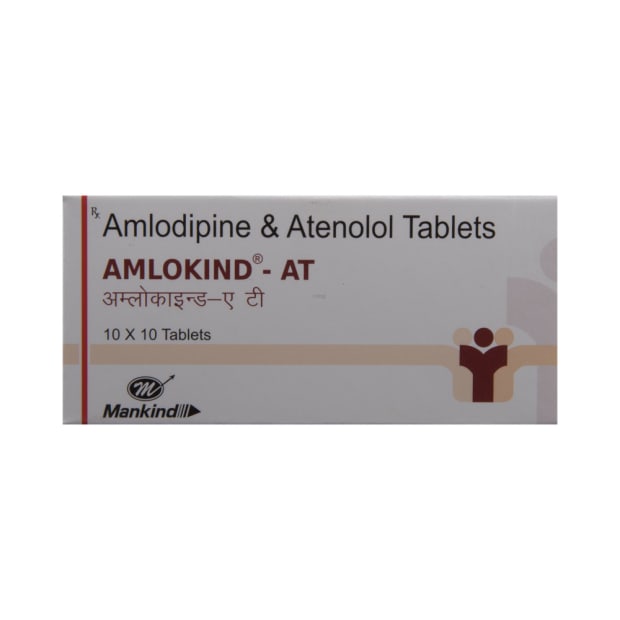 Rx Amlodipine & Atenolol Tablets
AMLOKIND®- AT
अम्लोकाइन्ड–ए टी
10 X 10 Tablets
m
Mankind